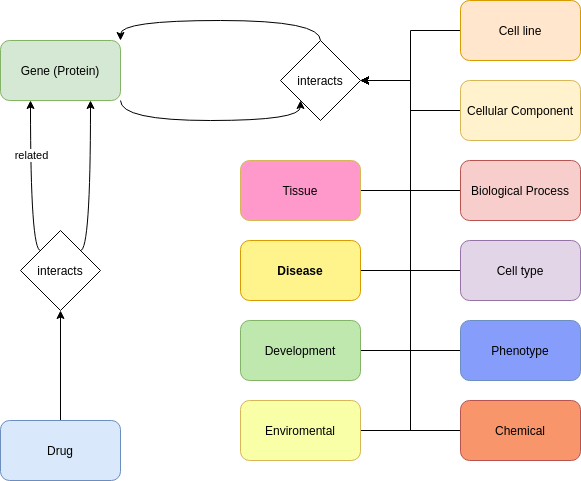 Cell line
Gene (Protein)
interacts
Cellular Component
related
Tissue
Biological Process
interacts
Disease
Cell type
Development
Phenotype
Enviromental
Chemical
Drug